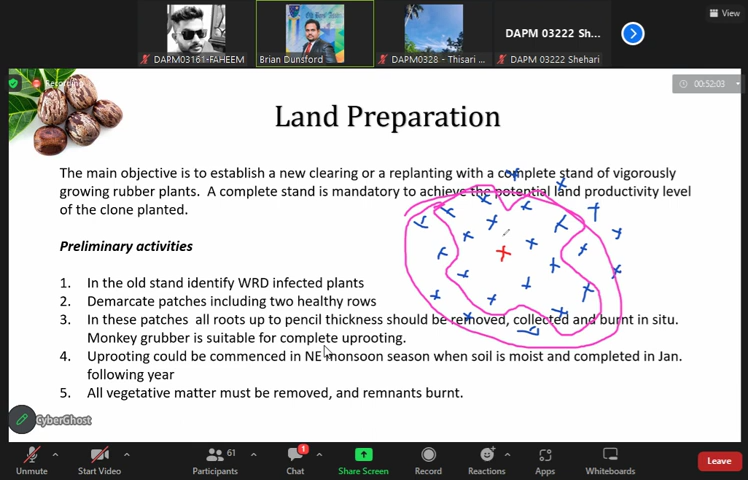 View
DAPM 03222 Sh...
DARM03161-FAHEEM
Brian Dunsford
DAPM0328 - Thisari ...
DAPM 03222 Shehari
Recording
00:52:03
Land Preparation
The main objective is to establish a new clearing or a replanting with a complete stand of vigorously
growing rubber plants. A complete stand is mandatory to achieve the potential land productivity level
of the clone planted.
Preliminary activities
1. In the old stand identify WRD infected plants
2. Demarcate patches including two healthy rows
3. In these patches all roots up to pencil thickness should be removed, collected and burnt in situ.
Monkey grubber is suitable for complete uprooting.
4. Uprooting could be commenced in NE monsoon season when soil is moist and completed in Jan.
following year
5. All vegetative matter must be removed, and remnants burnt.
CyberGhost
61
1
Unmute
Start Video
Participants
Chat
Share Screen
Record
Reactions
Apps
Whiteboards
Leave